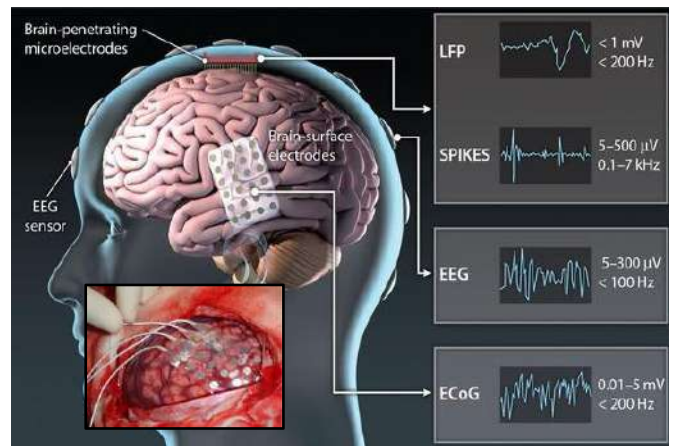 Brain-penetrating
microelectrodes
Brain-surface
electrodes
EEG
sensor
LFP
< 1 mV
< 200 Hz
SPIKES
5–500 μV
0.1–7 kHz
EEG
5–300 μV
< 100 Hz
ECoG
0.01–5 mV
< 200 Hz